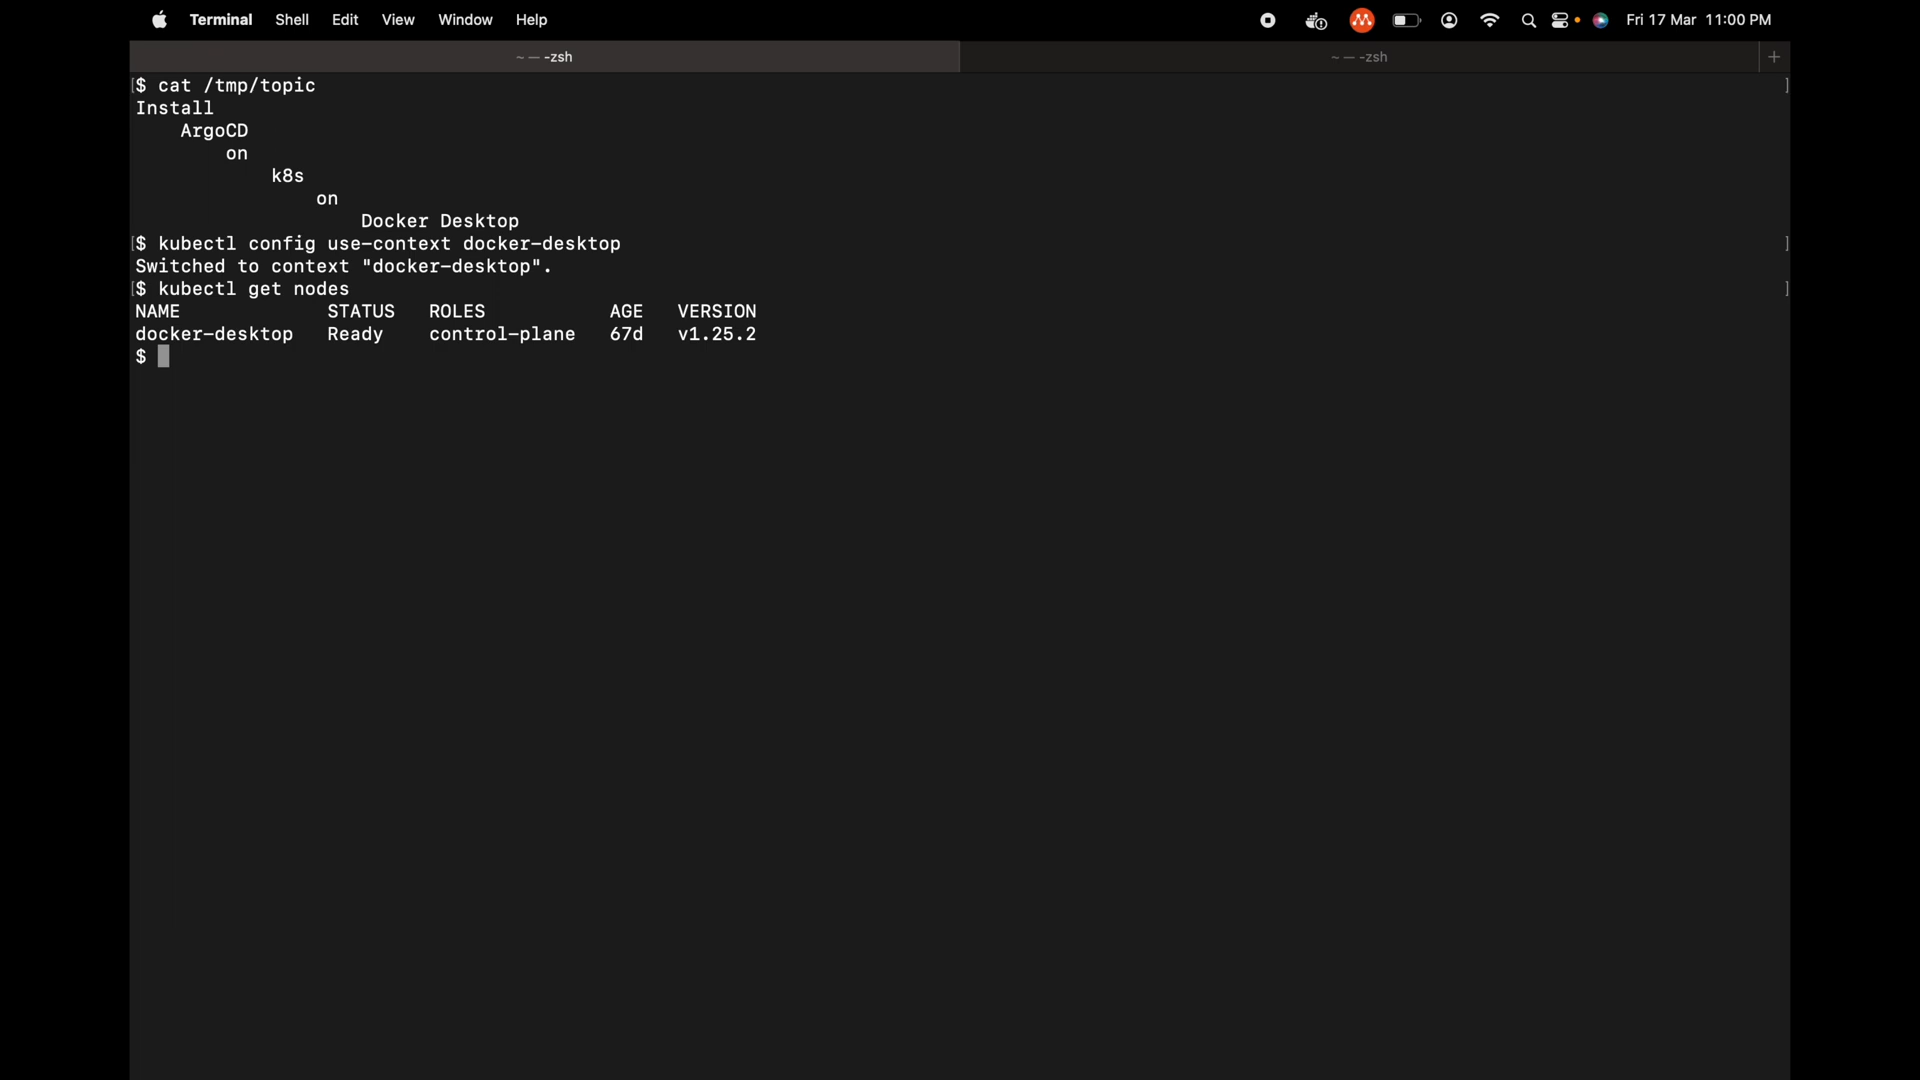 Terminal Shell Edit View Window Help Fri 17 Mar 11:00 PM
~ — -zsh ~ — -zsh +
[$ cat /tmp/topic ]
Install
    ArgoCD
        on
            k8s
                on
                    Docker Desktop
[$ kubectl config use-context docker-desktop ]
Switched to context "docker-desktop".
[$ kubectl get nodes ]
NAME             STATUS   ROLES           AGE   VERSION
docker-desktop   Ready    control-plane   67d   v1.25.2
$